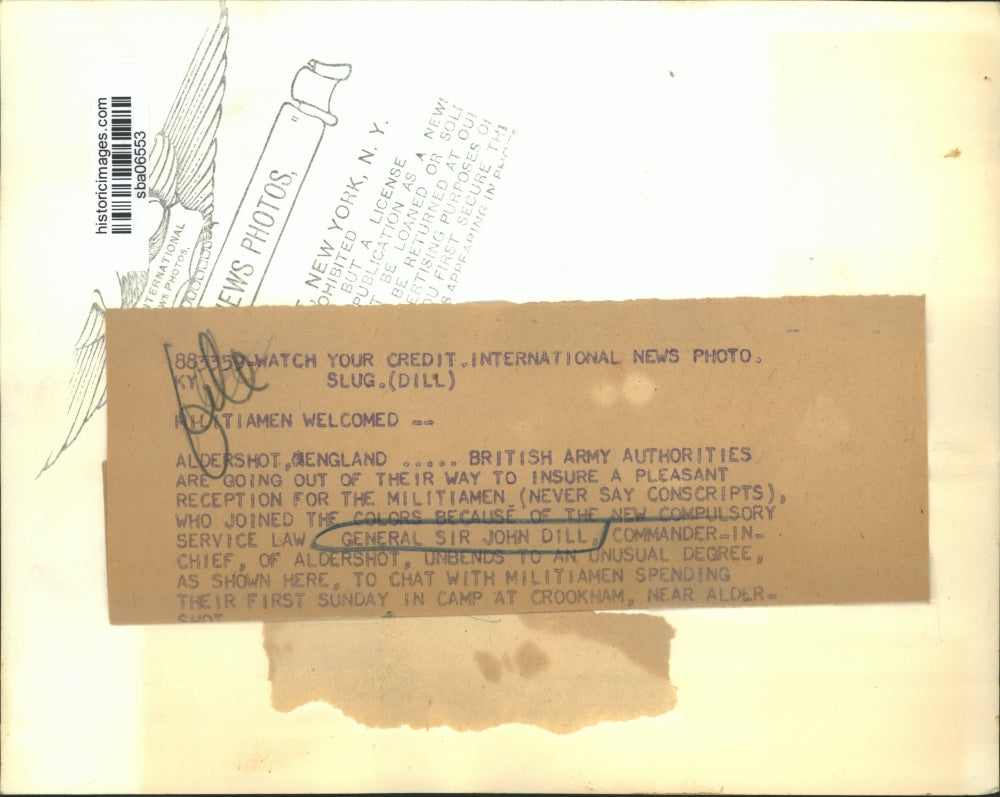 historicimages.com
sba06553
INTERNATIONAL
NEWS PHOTOS,
NEWS PHOTOS,
NEW YORK, N. Y.
BUT A LICENSE
PUBLICATION AS A NEWS
BE LOANED OR SOLD
BE RETURNED AT OUR
PURPOSES OF
FIRST SECURE THE
APPEARING IN
Dill
WATCH YOUR CREDIT.INTERNATIONAL NEWS PHOTO.
KY SLUG.(DILL)
MILITIAMEN WELCOMED --
ALDERSHOT, ENGLAND ..... BRITISH ARMY AUTHORITIES
ARE GOING OUT OF THEIR WAY TO INSURE A PLEASANT
RECEPTION FOR THE MILITIAMEN (NEVER SAY CONSCRIPTS),
WHO JOINED THE COLORS BECAUSE OF THE NEW COMPULSORY
SERVICE LAW. GENERAL SIR JOHN DILL, COMMANDER-IN-
CHIEF, OF ALDERSHOT, UNBENDS TO AN UNUSUAL DEGREE,
AS SHOWN HERE, TO CHAT WITH MILITIAMEN SPENDING
THEIR FIRST SUNDAY IN CAMP AT CROOKHAM, NEAR ALDER-
SHOT